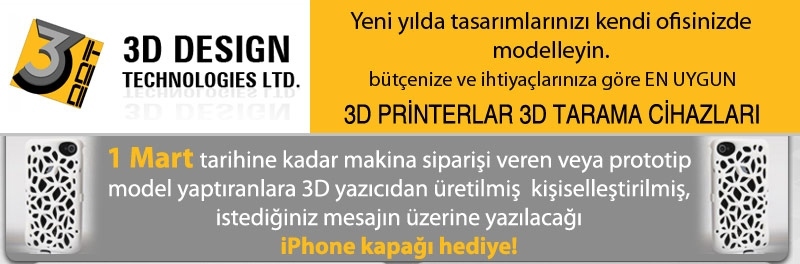 3DDT
3D DESIGN
TECHNOLOGIES LTD.
Yeni yılda tasarımlarınızı kendi ofisinizde
modelleyin.
bütçenize ve ihtiyaçlarınıza göre EN UYGUN
3D PRİNTERLAR 3D TARAMA CİHAZLARI
1 Mart tarihine kadar makina siparişi veren veya prototip
model yaptıranlara 3D yazıcıdan üretilmiş kişiselleştirilmiş,
istediğiniz mesajın üzerine yazılacağı
iPhone kapağı hediye!